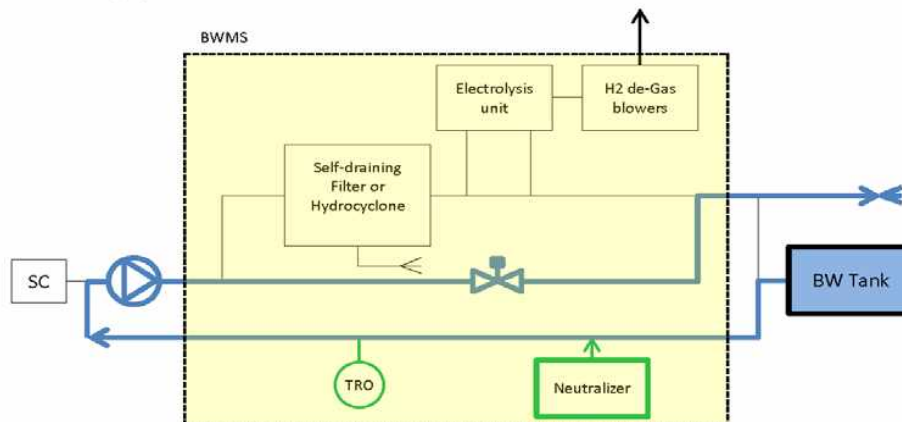 BWMS
Electrolysis
unit
H2 de-Gas
blowers
Self-draining
Filter or
Hydrocyclone
SC
BW Tank
TRO
Neutralizer